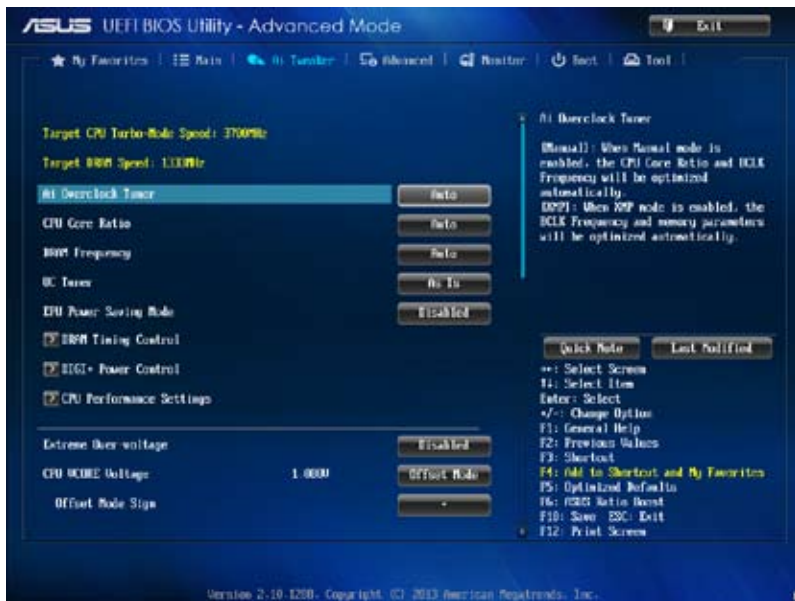 ASUS UEFI BIOS Utility - Advanced Mode
Exit
My Favorites Main Ai Tweaker Advanced Monitor Boot Tool
Target CPU Turbo-Mode Speed: 3700MHz
Target DRAM Speed: 1333MHz
Ai Overclock Tuner Auto
CPU Core Ratio Auto
DRAM Frequency Auto
OC Tuner As Is
EPU Power Saving Mode Disabled
> DRAM Timing Control
> DIGI+ Power Control
> CPU Performance Settings
Extreme Over-voltage Disabled
CPU VCORE Voltage 1.080V Offset Mode
Offset Mode Sign -
Ai Overclock Tuner
[Manual]: When Manual mode is
enabled, the CPU Core Ratio and BCLK
Frequency will be optimized
automatically.
[XMP]: When XMP mode is enabled, the
BCLK Frequency and memory parameters
will be optimized automatically.
Quick Note Last Modified
→←: Select Screen
↑↓: Select Item
Enter: Select
+/-: Change Option
F1: General Help
F2: Previous Values
F3: Shortcut
F4: Add to Shortcut and My Favorites
F5: Optimized Defaults
F6: ASUS Ratio Boost
F10: Save ESC: Exit
F12: Print Screen
Version 2.10.1208. Copyright (C) 2013 American Megatrends, Inc.